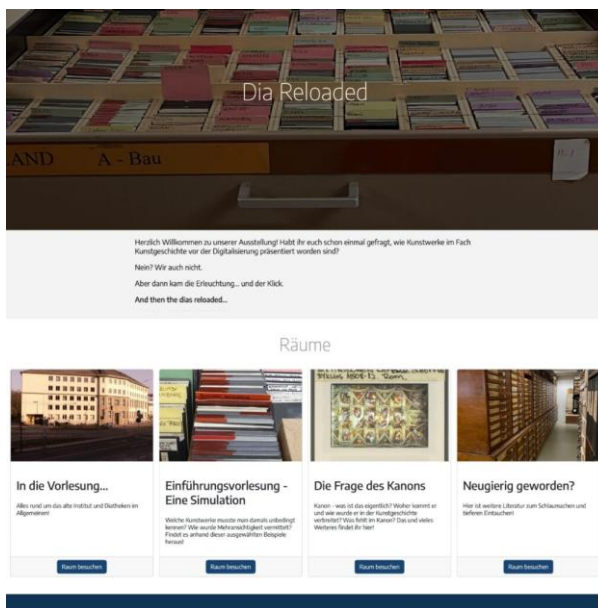 Dia Reloaded
LAND A - Bau
Herzlich Willkommen zu unserer Ausstellung! Habt ihr euch schon einmal gefragt, wie Kunstwerke im Fach
Kunstgeschichte vor der Digitalisierung präsentiert worden sind?
Nein? Wir auch nicht.
Aber dann kam die Erleuchtung... und der Klick.
And then the dias reloaded...
Räume
In die Vorlesung...
Alles rund um das alte Institut und Diatheken im
Allgemeinen!
Raum besuchen
Einführungsvorlesung -
Eine Simulation
Welche Kunstwerke musste man damals unbedingt
kennen? Wie wurde Mehransichtigkeit vermittelt?
Findet es anhand dieser ausgewählten Beispiele
heraus!
Raum besuchen
Die Frage des Kanons
Kanon - was ist das eigentlich? Woher kommt er
und wie wurde er in der Kunstgeschichte
verbreitet? Was fehlt im Kanon? Das und vieles
Weiteres findet ihr hier!
Raum besuchen
Neugierig geworden?
Hier ist weitere Literatur zum Schlaumachen und
tieferen Eintauchen!
Raum besuchen